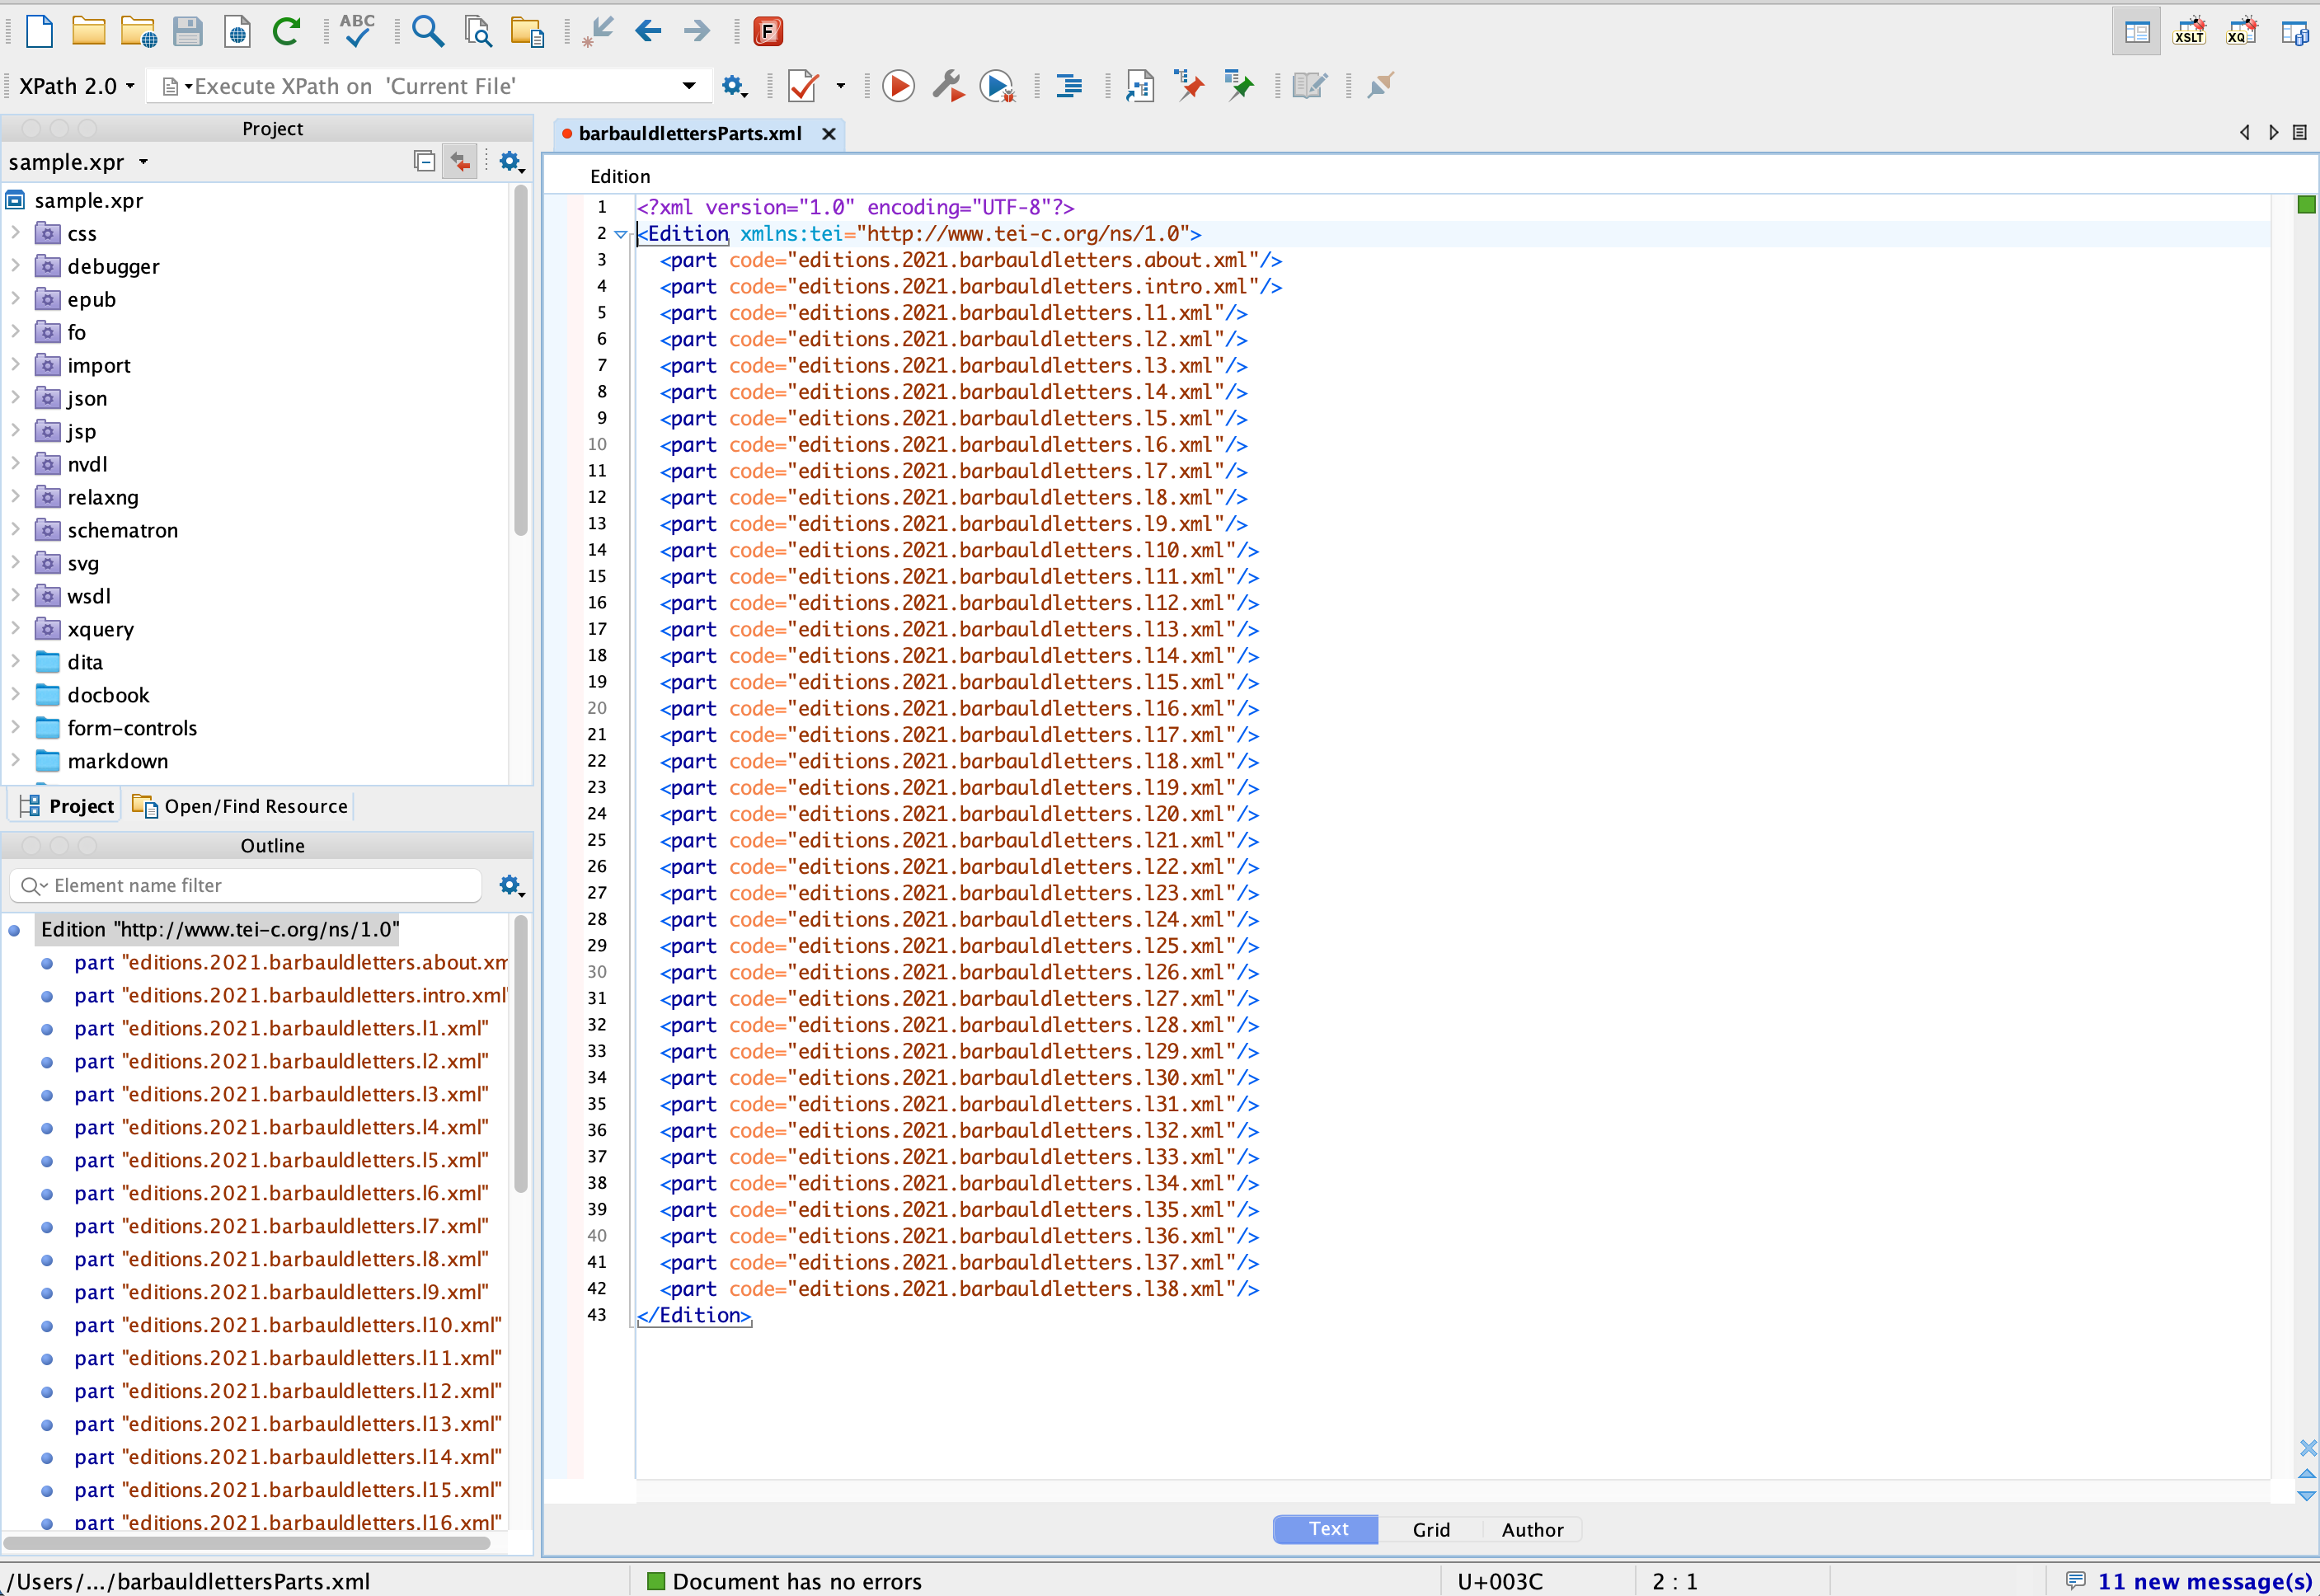 ABC
F
XSLT
XQ
XPath 2.0
Execute XPath on 'Current File'
Project
sample.xpr
sample.xpr
css
debugger
epub
fo
import
json
jsp
nvdl
relaxng
schematron
svg
wsdl
xquery
dita
docbook
form-controls
markdown
Project
Open/Find Resource
Outline
Element name filter
Edition "http://www.tei-c.org/ns/1.0"
part "editions.2021.barbauldletters.about.xm
part "editions.2021.barbauldletters.intro.xml"
part "editions.2021.barbauldletters.l1.xml"
part "editions.2021.barbauldletters.l2.xml"
part "editions.2021.barbauldletters.l3.xml"
part "editions.2021.barbauldletters.l4.xml"
part "editions.2021.barbauldletters.l5.xml"
part "editions.2021.barbauldletters.l6.xml"
part "editions.2021.barbauldletters.l7.xml"
part "editions.2021.barbauldletters.l8.xml"
part "editions.2021.barbauldletters.l9.xml"
part "editions.2021.barbauldletters.l10.xml"
part "editions.2021.barbauldletters.l11.xml"
part "editions.2021.barbauldletters.l12.xml"
part "editions.2021.barbauldletters.l13.xml"
part "editions.2021.barbauldletters.l14.xml"
part "editions.2021.barbauldletters.l15.xml"
part "editions.2021.barbauldletters.l16.xml"
barbauldlettersParts.xml
Edition
1 <?xml version="1.0" encoding="UTF-8"?>
2 <Edition xmlns:tei="http://www.tei-c.org/ns/1.0">
3 <part code="editions.2021.barbauldletters.about.xml"/>
4 <part code="editions.2021.barbauldletters.intro.xml"/>
5 <part code="editions.2021.barbauldletters.l1.xml"/>
6 <part code="editions.2021.barbauldletters.l2.xml"/>
7 <part code="editions.2021.barbauldletters.l3.xml"/>
8 <part code="editions.2021.barbauldletters.l4.xml"/>
9 <part code="editions.2021.barbauldletters.l5.xml"/>
10 <part code="editions.2021.barbauldletters.l6.xml"/>
11 <part code="editions.2021.barbauldletters.l7.xml"/>
12 <part code="editions.2021.barbauldletters.l8.xml"/>
13 <part code="editions.2021.barbauldletters.l9.xml"/>
14 <part code="editions.2021.barbauldletters.l10.xml"/>
15 <part code="editions.2021.barbauldletters.l11.xml"/>
16 <part code="editions.2021.barbauldletters.l12.xml"/>
17 <part code="editions.2021.barbauldletters.l13.xml"/>
18 <part code="editions.2021.barbauldletters.l14.xml"/>
19 <part code="editions.2021.barbauldletters.l15.xml"/>
20 <part code="editions.2021.barbauldletters.l16.xml"/>
21 <part code="editions.2021.barbauldletters.l17.xml"/>
22 <part code="editions.2021.barbauldletters.l18.xml"/>
23 <part code="editions.2021.barbauldletters.l19.xml"/>
24 <part code="editions.2021.barbauldletters.l20.xml"/>
25 <part code="editions.2021.barbauldletters.l21.xml"/>
26 <part code="editions.2021.barbauldletters.l22.xml"/>
27 <part code="editions.2021.barbauldletters.l23.xml"/>
28 <part code="editions.2021.barbauldletters.l24.xml"/>
29 <part code="editions.2021.barbauldletters.l25.xml"/>
30 <part code="editions.2021.barbauldletters.l26.xml"/>
31 <part code="editions.2021.barbauldletters.l27.xml"/>
32 <part code="editions.2021.barbauldletters.l28.xml"/>
33 <part code="editions.2021.barbauldletters.l29.xml"/>
34 <part code="editions.2021.barbauldletters.l30.xml"/>
35 <part code="editions.2021.barbauldletters.l31.xml"/>
36 <part code="editions.2021.barbauldletters.l32.xml"/>
37 <part code="editions.2021.barbauldletters.l33.xml"/>
38 <part code="editions.2021.barbauldletters.l34.xml"/>
39 <part code="editions.2021.barbauldletters.l35.xml"/>
40 <part code="editions.2021.barbauldletters.l36.xml"/>
41 <part code="editions.2021.barbauldletters.l37.xml"/>
42 <part code="editions.2021.barbauldletters.l38.xml"/>
43 </Edition>
Text Grid Author
/Users/.../barbauldlettersParts.xml
Document has no errors
U+003C
2 : 1
11 new message(s)